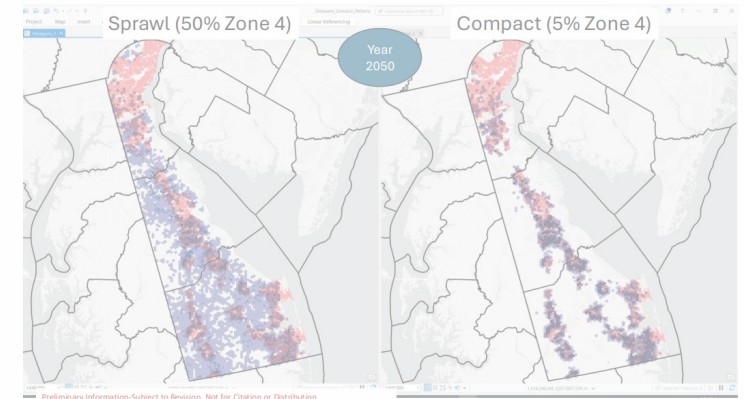 Sprawl (50% Zone 4)
Compact (5% Zone 4)
Year
2050
Project Map Insert
Linear Referencing
Preliminary Information-Subject to Revision. Not for Citation or Distribution